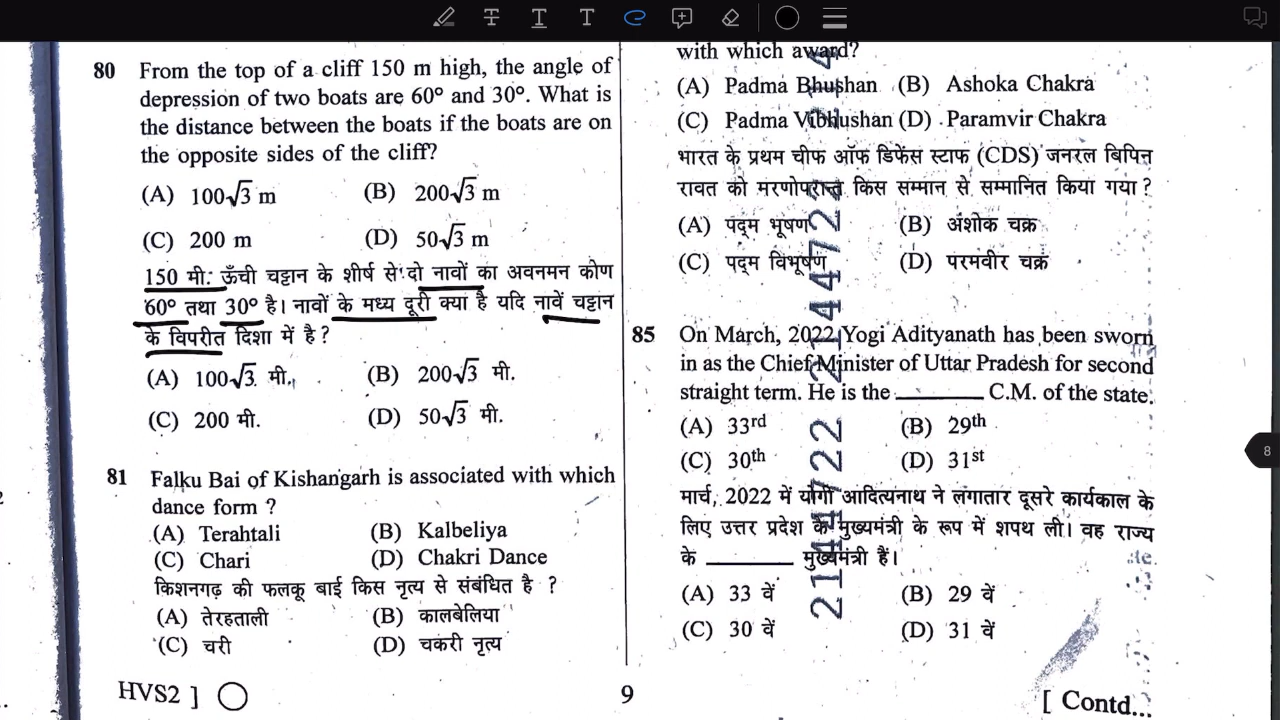 80 From the top of a cliff 150 m high, the angle of
depression of two boats are 60° and 30°. What is
the distance between the boats if the boats are on
the opposite sides of the cliff?
(A) 100√3 m (B) 200√3 m
(C) 200 m (D) 50√3 m
150 मी. ऊँची चट्टान के शीर्ष से दो नावों का अवनमन कोण
60° तथा 30° है। नावों के मध्य दूरी क्या है यदि नावें चट्टान
के विपरीत दिशा में है?
(A) 100√3 मी. (B) 200√3 मी.
(C) 200 मी. (D) 50√3 मी.
81 Falku Bai of Kishangarh is associated with which
dance form ?
(A) Terahtali (B) Kalbeliya
(C) Chari (D) Chakri Dance
किशनगढ़ की फलकू बाई किस नृत्य से संबंधित है ?
(A) तेरहताली (B) कालबेलिया
(C) चरी (D) चकरी नृत्य
HVS2 ]
with which award?
(A) Padma Bhushan (B) Ashoka Chakra
(C) Padma Vibhushan (D) Paramvir Chakra
भारत के प्रथम चीफ ऑफ डिफेंस स्टाफ (CDS) जनरल बिपिन
रावत को मरणोपरान्त किस सम्मान से सम्मानित किया गया ?
(A) पद्म भूषण (B) अशोक चक्र
(C) पद्म विभूषण (D) परमवीर चक्र
85 On March, 2022 Yogi Adityanath has been sworn
in as the Chief Minister of Uttar Pradesh for second
straight term. He is the ________ C.M. of the state.
(A) 33rd (B) 29th
(C) 30th (D) 31st
मार्च, 2022 में योगी आदित्यनाथ ने लगातार दूसरे कार्यकाल के
लिए उत्तर प्रदेश के मुख्यमंत्री के रूप में शपथ ली। वह राज्य
के ________ मुख्यमंत्री हैं।
(A) 33 वें (B) 29 वें
(C) 30 वें (D) 31 वें
9
[ Contd...
8